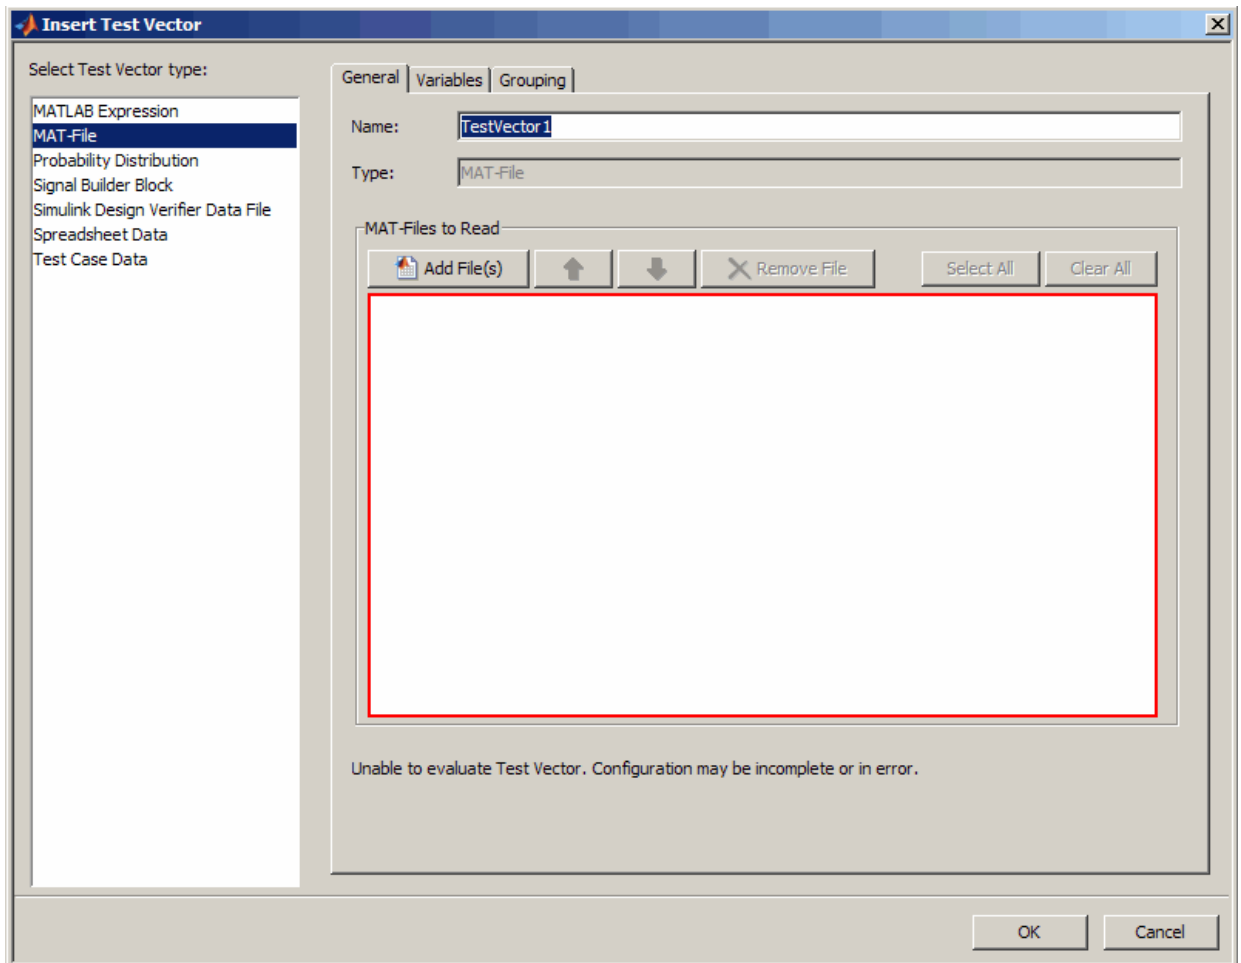 Insert Test Vector
Select Test Vector type:
MATLAB Expression
MAT-File
Probability Distribution
Signal Builder Block
Simulink Design Verifier Data File
Spreadsheet Data
Test Case Data
General Variables Grouping
Name: TestVector1
Type: MAT-File
MAT-Files to Read
Add File(s) Remove File Select All Clear All
Unable to evaluate Test Vector. Configuration may be incomplete or in error.
OK Cancel